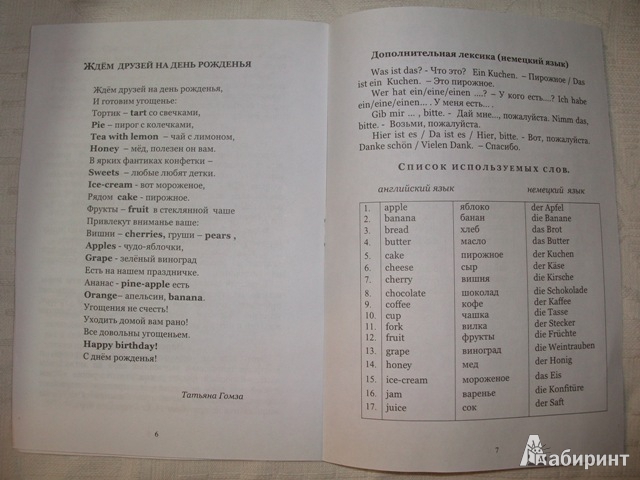 ЖДЁМ ДРУЗЕЙ НА ДЕНЬ РОЖДЕНЬЯ
Ждём друзей на день рожденья,
И готовим угощенье:
Тортик – tart со свечками,
Pie – пирог с колечками,
Tea with lemon – чай с лимоном,
Honey – мёд, полезен он вам.
В ярких фантиках конфетки –
Sweets – любые любят детки.
Ice-cream - вот мороженое,
Рядом cake - пирожное.
Фрукты – fruit в стеклянной чаше
Привлекут вниманье ваше:
Вишни – cherries, груши – pears ,
Apples - чудо-яблочки,
Grape - зелёный виноград
Есть на нашем праздничке.
Ананас - pine-apple есть
Orange– апельсин, banana.
Угощения не счесть!
Уходить домой вам рано!
Все довольны угощеньем.
Happy birthday!
С днём рожденья!
Татьяна Гомза
6
Дополнительная лексика (немецкий язык)
Was ist das? - Что это? Ein Kuchen. – Пирожное / Das
ist ein Kuchen. – Это пирожное.
Wer hat ein/eine/einen ....? – У кого есть...? Ich habe
ein/eine/einen... . У меня есть... .
Gib mir ... , bitte. - Дай мне..., пожалуйста. Nimm das,
bitte. - Возьми, пожалуйста.
Hier ist es / Da ist es / Hier, bitte. - Вот, пожалуйста.
Danke schön / Vielen Dank. – Спасибо.
СПИСОК ИСПОЛЬЗУЕМЫХ СЛОВ.
английский язык немецкий язык
1. apple яблоко der Apfel
2. banana банан die Banane
3. bread хлеб das Brot
4. butter масло das Butter
5. cake пирожное der Kuchen
6. cheese сыр der Käse
7. cherry вишня die Kirsche
8. chocolate шоколад die Schokolade
9. coffee кофе der Kaffee
10. cup чашка die Tasse
11. fork вилка der Stecker
12. fruit фрукты die Früchte
13. grape виноград die Weintrauben
14. honey мед der Honig
15. ice-cream мороженое das Eis
16. jam варенье die Konfitüre
17. juice сок der Saft
7
Лабиринт